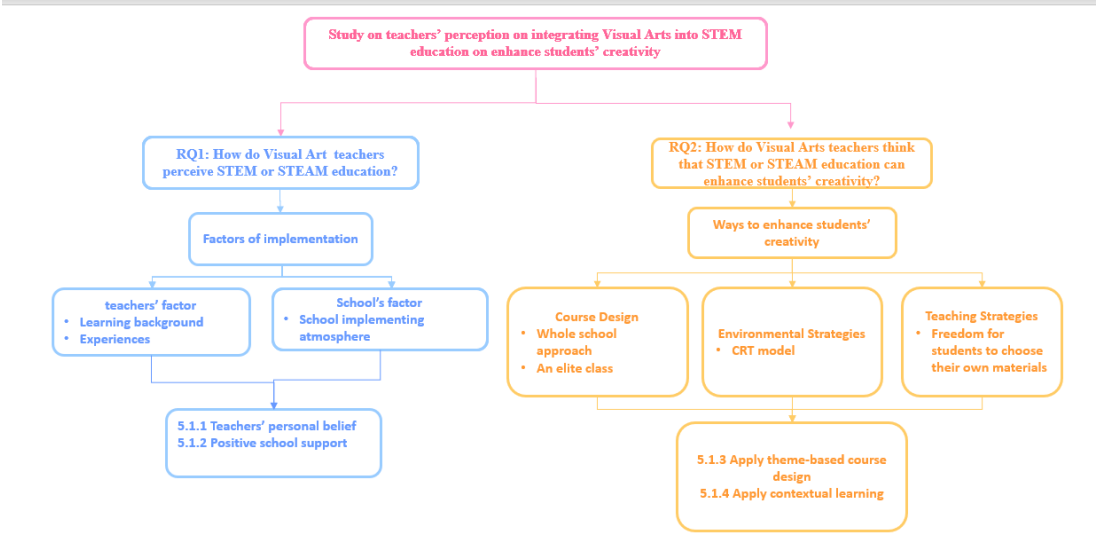 Study on teachers' perception on integrating Visual Arts into STEM
education on enhance students' creativity
RQ1: How do Visual Art teachers
perceive STEM or STEAM education?
RQ2: How do Visual Arts teachers think
that STEM or STEAM education can
enhance students' creativity?
Factors of implementation
Ways to enhance students'
creativity
teachers' factor
• Learning background
• Experiences
School's factor
• School implementing
atmosphere
Course Design
• Whole school
approach
• An elite class
Environmental Strategies
• CRT model
Teaching Strategies
• Freedom for
students to choose
their own materials
5.1.1 Teachers' personal belief
5.1.2 Positive school support
5.1.3 Apply theme-based course
design
5.1.4 Apply contextual learning